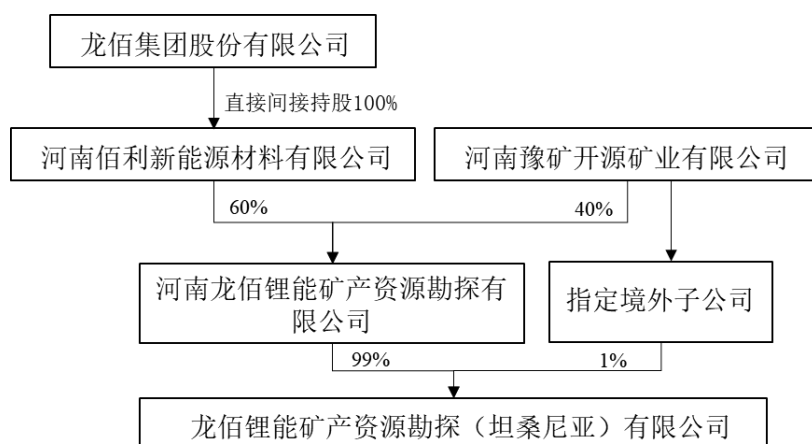 龙佰集团股份有限公司
直接间接持股100%
河南佰利新能源材料有限公司
河南豫矿开源矿业有限公司
60%
40%
河南龙佰锂能矿产资源勘探有
限公司
指定境外子公司
99%
1%
龙佰锂能矿产资源勘探（坦桑尼亚）有限公司